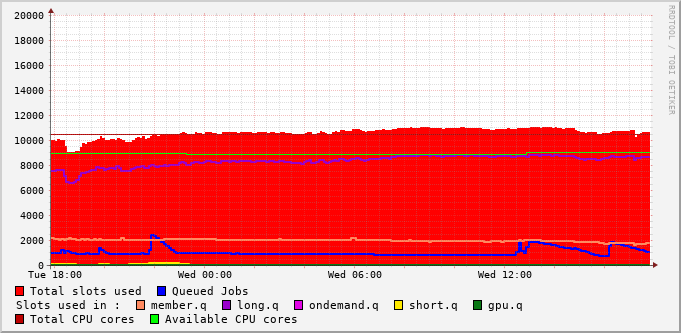 RRDTOOL / TOBI OETIKER
20000
18000
16000
14000
12000
10000
8000
6000
4000
2000
0
Tue 18:00 Wed 00:00 Wed 06:00 Wed 12:00
Total slots used Queued Jobs
Slots used in : member.q long.q ondemand.q short.q gpu.q
Total CPU cores Available CPU cores